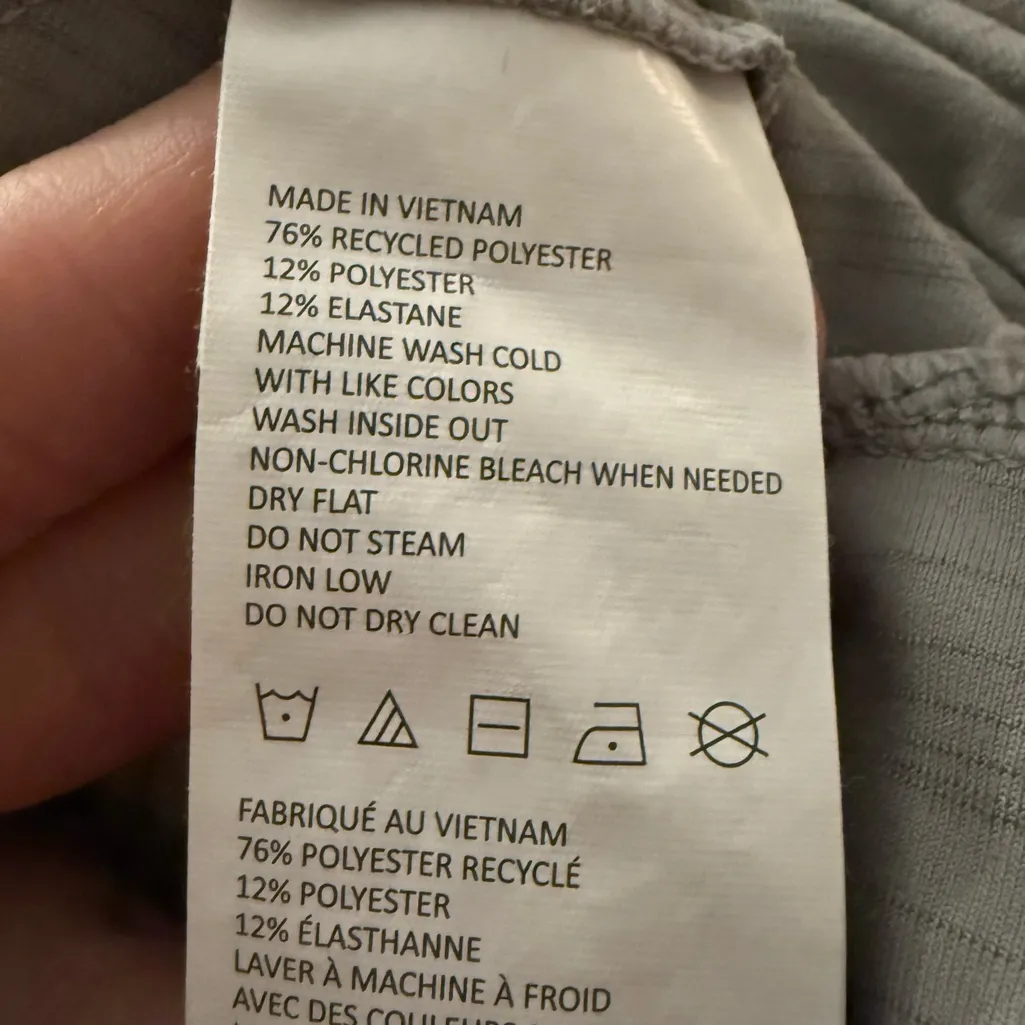 MADE IN VIETNAM
76% RECYCLED POLYESTER
12% POLYESTER
12% ELASTANE
MACHINE WASH COLD
WITH LIKE COLORS
WASH INSIDE OUT
NON-CHLORINE BLEACH WHEN NEEDED
DRY FLAT
DO NOT STEAM
IRON LOW
DO NOT DRY CLEAN
FABRIQUÉ AU VIETNAM
76% POLYESTER RECYCLÉ
12% POLYESTER
12% ÉLASTHANNE
LAVER À MACHINE À FROID
AVEC DES